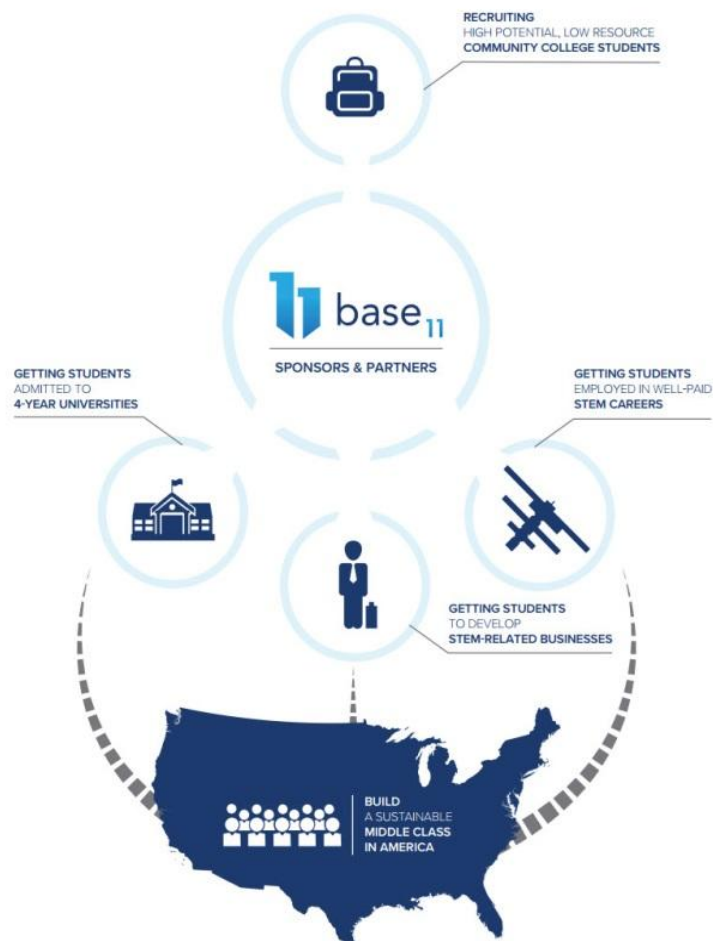 RECRUITING
HIGH POTENTIAL, LOW RESOURCE
COMMUNITY COLLEGE STUDENTS
base 11
SPONSORS & PARTNERS
GETTING STUDENTS
ADMITTED TO
4-YEAR UNIVERSITIES
GETTING STUDENTS
EMPLOYED IN WELL-PAID
STEM CAREERS
GETTING STUDENTS
TO DEVELOP
STEM-RELATED BUSINESSES
BUILD
A SUSTAINABLE
MIDDLE CLASS
IN AMERICA